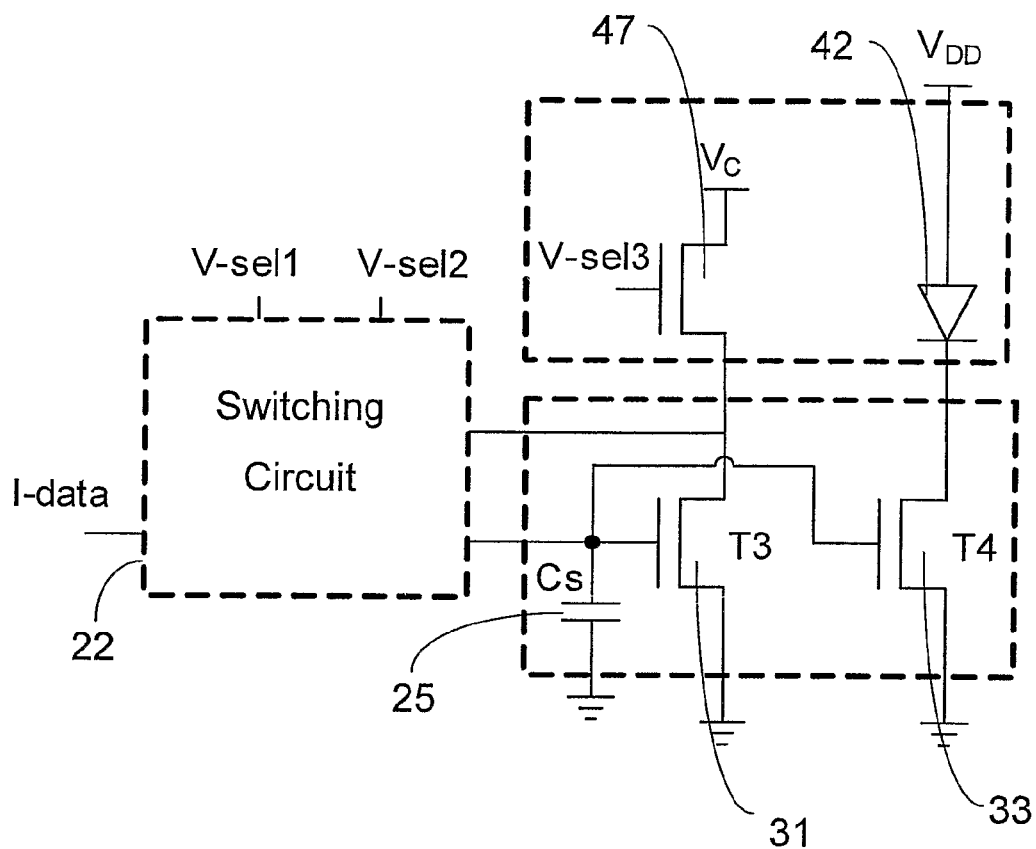 47
42
V_DD
V_C
V-sel1
V-sel2
V-sel3
Switching
Circuit
I-data
T3
T4
Cs
22
25
31
33